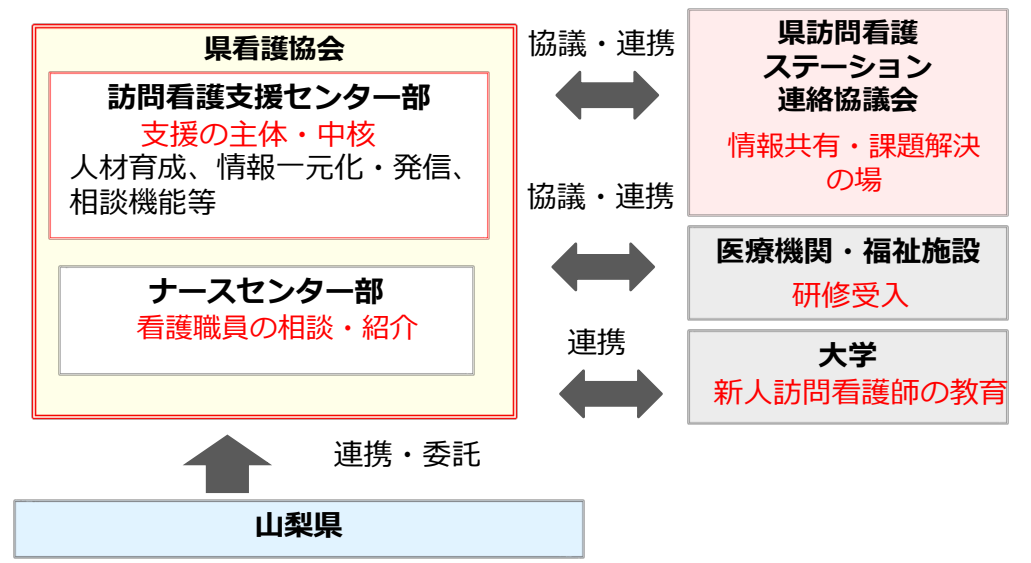 県看護協会
訪問看護支援センター部
支援の主体・中核
人材育成、情報一元化・発信、
相談機能等
ナースセンター部
看護職員の相談・紹介
協議・連携
協議・連携
連携
県訪問看護
ステーション
連絡協議会
情報共有・課題解決
の場
医療機関・福祉施設
研修受入
大学
新人訪問看護師の教育
連携・委託
山梨県